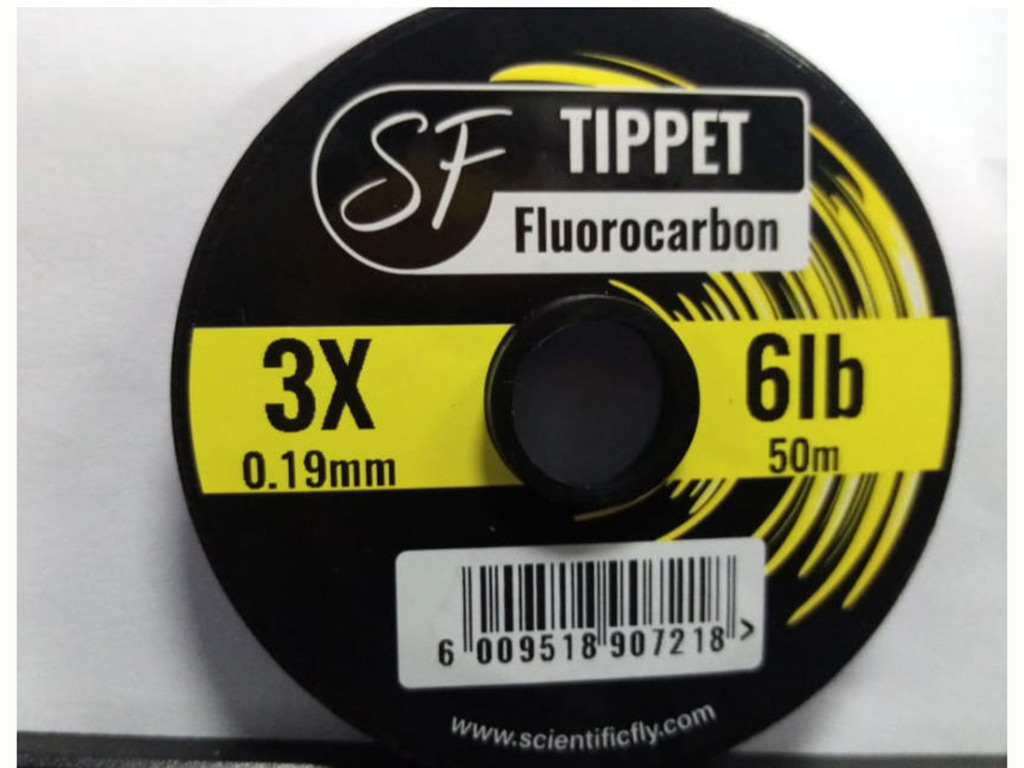 SF TIPPET
Fluorocarbon
3X
0.19mm
6lb
50m
6 009518 907218 >
www.scientificfly.com